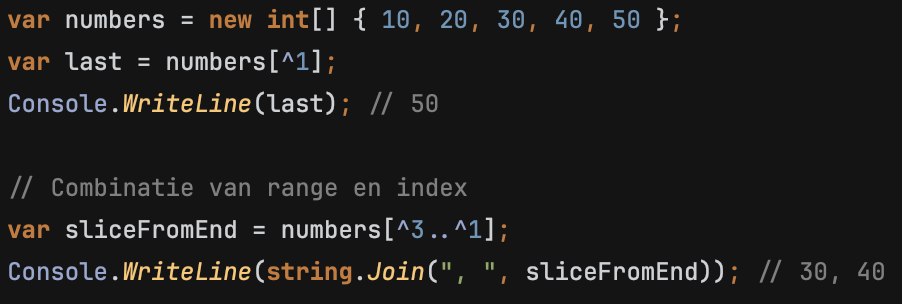 var numbers = new int[] { 10, 20, 30, 40, 50 };
var last = numbers[^1];
Console.WriteLine(last); // 50
// Combinatie van range en index
var sliceFromEnd = numbers[^3..^1];
Console.WriteLine(string.Join(", ", sliceFromEnd)); // 30, 40